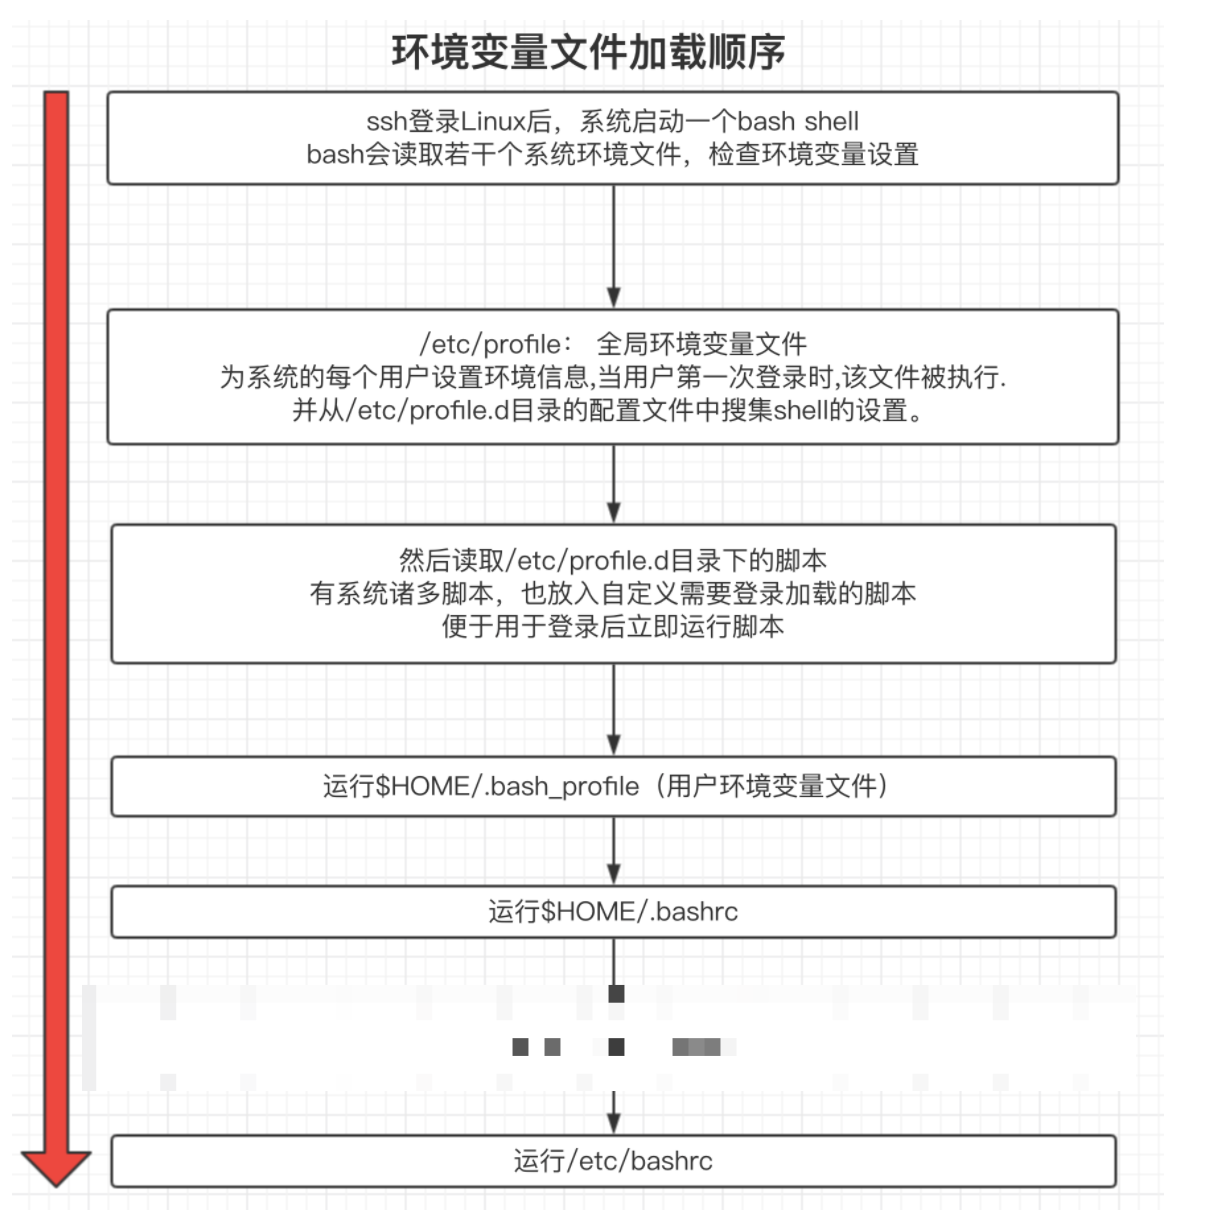 环境变量文件加载顺序
ssh登录Linux后，系统启动一个bash shell
bash会读取若干个系统环境文件，检查环境变量设置
/etc/profile： 全局环境变量文件
为系统的每个用户设置环境信息,当用户第一次登录时,该文件被执行.
并从/etc/profile.d目录的配置文件中搜集shell的设置。
然后读取/etc/profile.d目录下的脚本
有系统诸多脚本，也放入自定义需要登录加载的脚本
便于用于登录后立即运行脚本
运行$HOME/.bash_profile（用户环境变量文件）
运行$HOME/.bashrc
运行/etc/bashrc